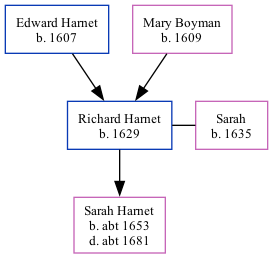 Edward Harnet
b. 1607
Mary Boyman
b. 1609
Richard Harnet
b. 1629
Sarah
b. 1635
Sarah Harnet
b. abt 1653
d. abt 1681